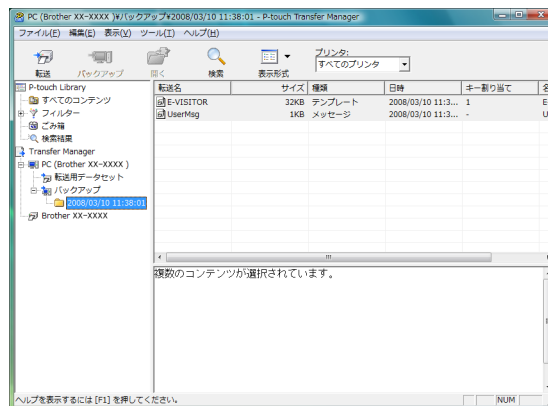 PC (Brother XX-XXXX )¥バックアップ¥2008/03/10 11:38:01 - P-touch Transfer Manager
ファイル(F) 編集(E) 表示(V) ツール(T) ヘルプ(H)
転送 バックアップ 開く 検索 表示形式
プリンタ:
すべてのプリンタ
P-touch Library
すべてのコンテンツ
フィルター
ごみ箱
検索結果
Transfer Manager
PC (Brother XX-XXXX )
転送用データセット
バックアップ
2008/03/10 11:38:01
Brother XX-XXXX
転送名 サイズ 種類 日時 キー割り当て 名
E-VISITOR 32KB テンプレート 2008/03/10 11:3... 1 E
UserMsg 1KB メッセージ 2008/03/10 11:3... - U
複数のコンテンツが選択されています。
ヘルプを表示するには [F1] を押してください。
NUM